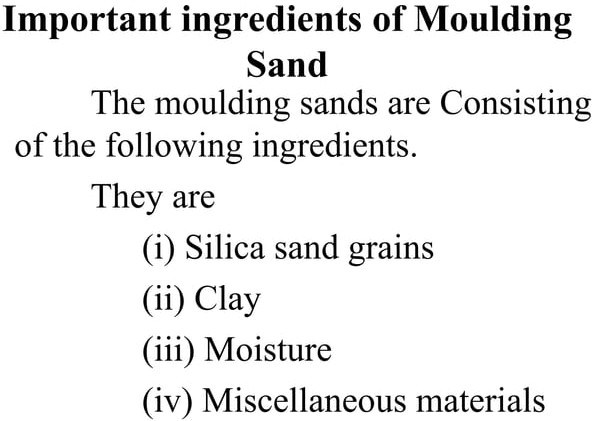 Important ingredients of Moulding
Sand
The moulding sands are Consisting
of the following ingredients.
They are
(i) Silica sand grains
(ii) Clay
(iii) Moisture
(iv) Miscellaneous materials